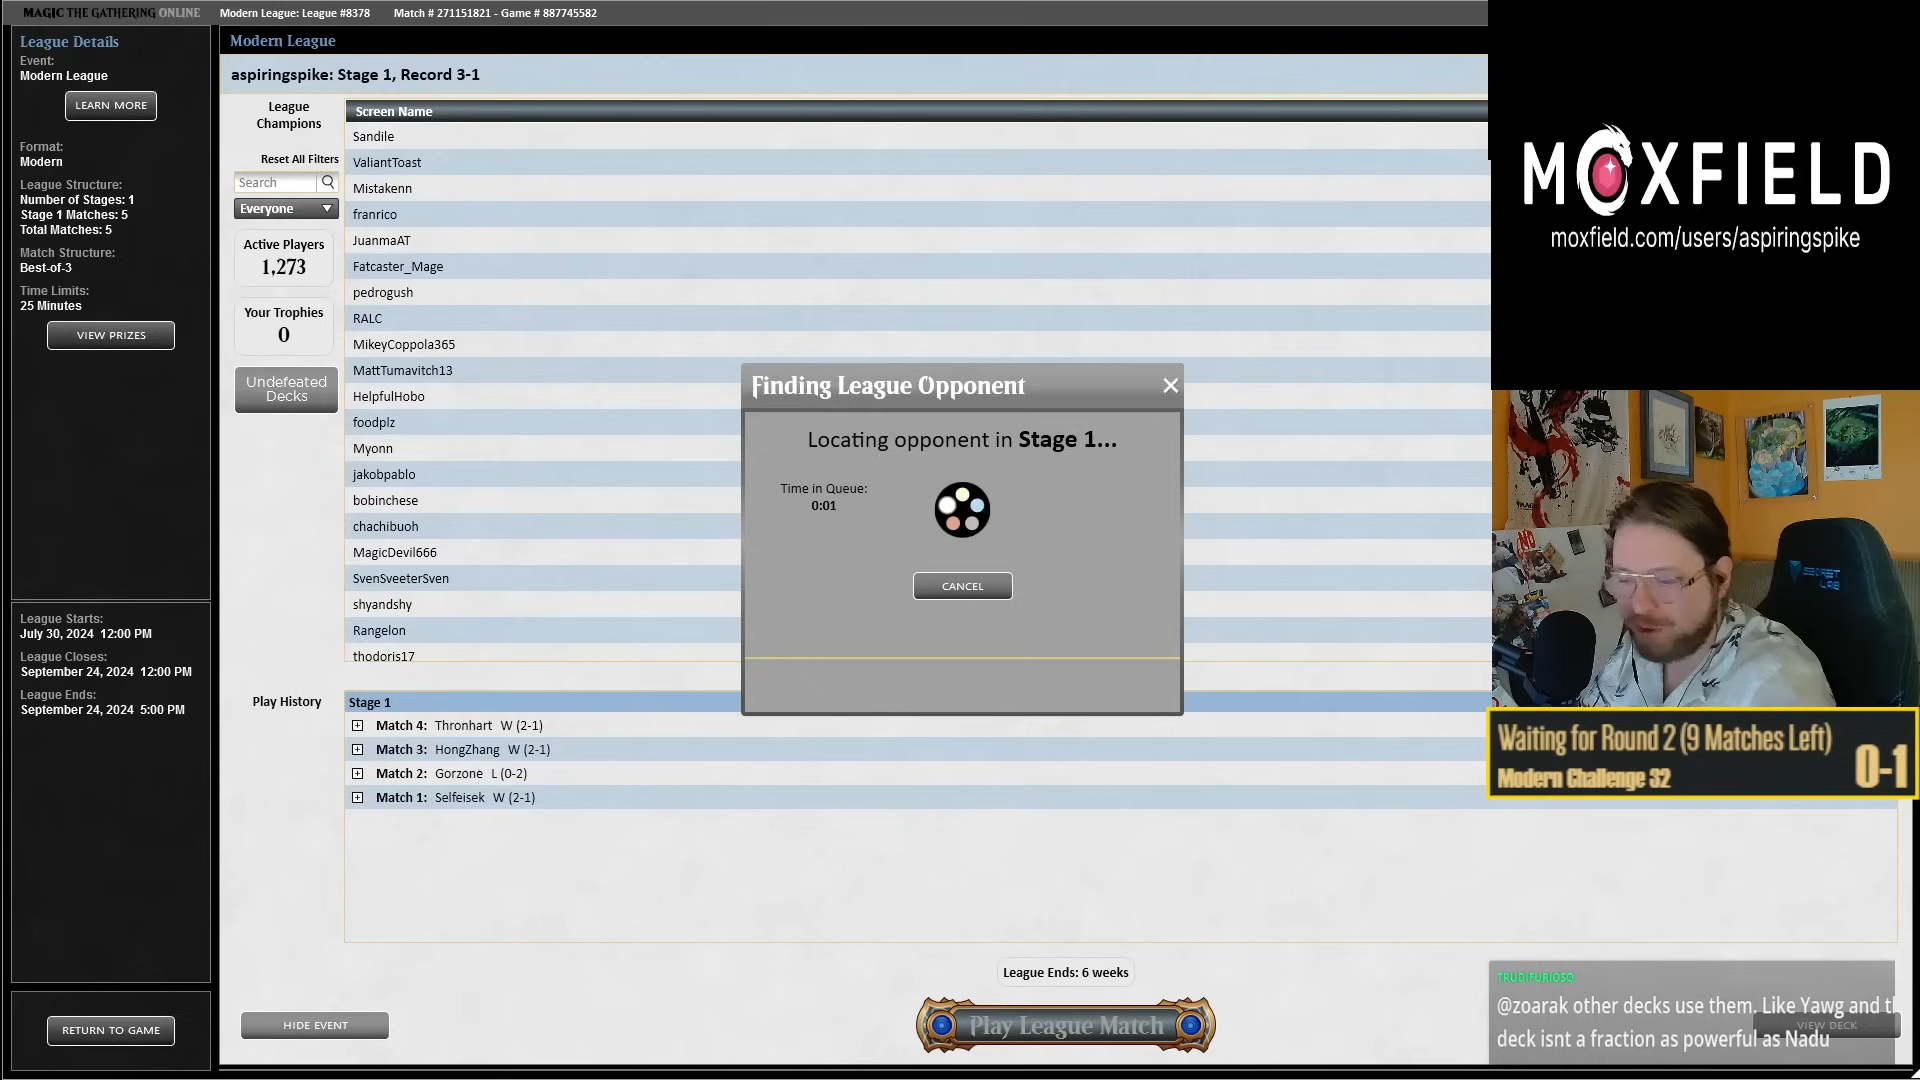 MAGIC THE GATHERING ONLINE
Modern League: League #8378
Match # 271151821 - Game # 887745582
League Details
Event:
Modern League
LEARN MORE
Format:
Modern
League Structure:
Number of Stages: 1
Stage 1 Matches: 5
Total Matches: 5
Match Structure:
Best-of-3
Time Limits:
25 Minutes
VIEW PRIZES
League Starts:
July 30, 2024 12:00 PM
League Closes:
September 24, 2024 12:00 PM
League Ends:
September 24, 2024 5:00 PM
RETURN TO GAME
Modern League
aspiringspike: Stage 1, Record 3-1
League
Champions
Reset All Filters
Search
Everyone
Active Players
1,273
Your Trophies
0
Undefeated
Decks
Screen Name
Sandile
ValiantToast
Mistakenn
franrico
JuanmaAT
Fatcaster_Mage
pedrogush
RALC
MikeyCoppola365
MattTumavitch13
HelpfulHobo
foodplz
Myonn
jakobpablo
bobinchese
chachibuoh
MagicDevil666
SvenSveeterSven
shyandshy
Rangelon
thodoris17
Finding League Opponent
Locating opponent in Stage 1...
Time in Queue:
0:01
CANCEL
Play History
Stage 1
Match 4: Thronhart W (2-1)
Match 3: HongZhang W (2-1)
Match 2: Gorzone L (0-2)
Match 1: Selfeisek W (2-1)
League Ends: 6 weeks
HIDE EVENT
Play League Match
VIEW DECK
MOXFIELD
moxfield.com/users/aspiringspike
SECRET
LAB
Waiting for Round 2 (9 Matches Left)
Modern Challenge 32
0-1
TRUDIFURIOSO
@zoarak other decks use them. Like Yawg and th
deck isnt a fraction as powerful as Nadu